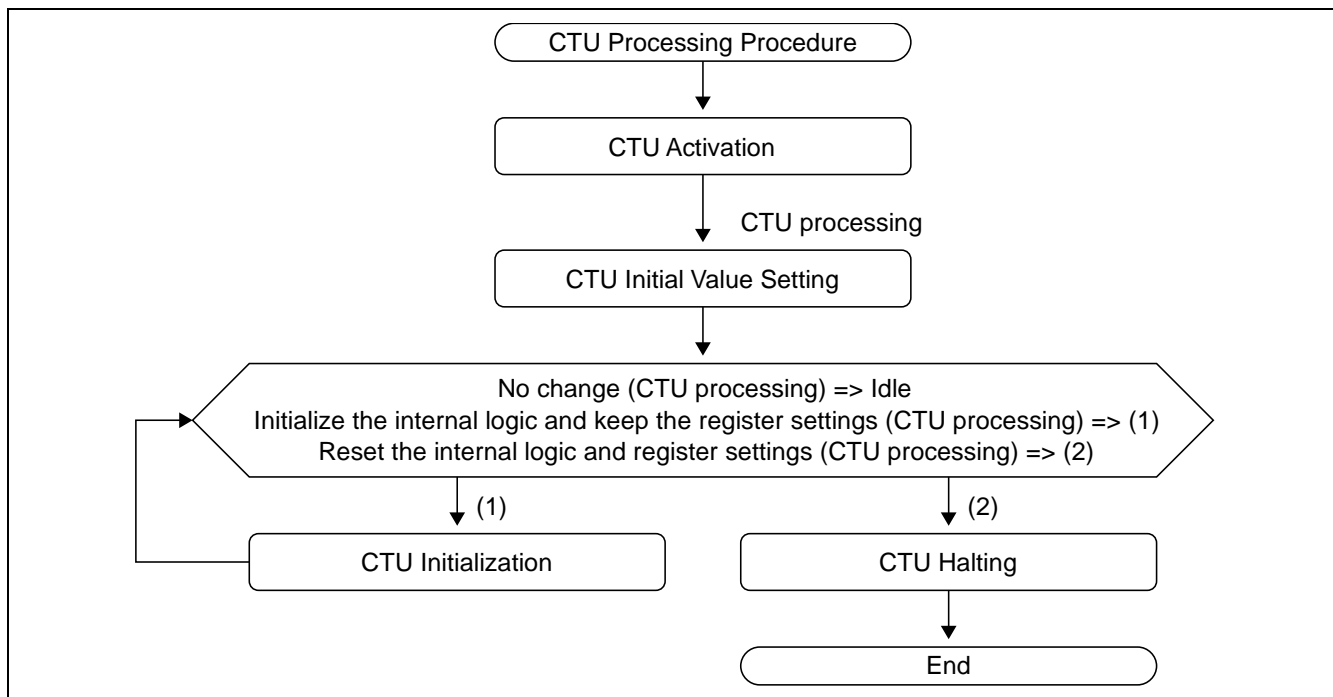 CTU Processing Procedure
CTU Activation
CTU processing
CTU Initial Value Setting
No change (CTU processing) => Idle
Initialize the internal logic and keep the register settings (CTU processing) => (1)
Reset the internal logic and register settings (CTU processing) => (2)
(1)
(2)
CTU Initialization
CTU Halting
End